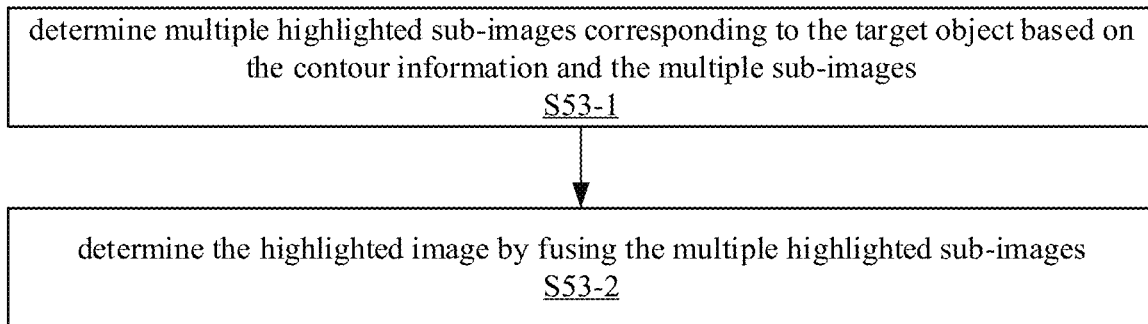 determine multiple highlighted sub-images corresponding to the target object based on
the contour information and the multiple sub-images
S53-1
determine the highlighted image by fusing the multiple highlighted sub-images
S53-2